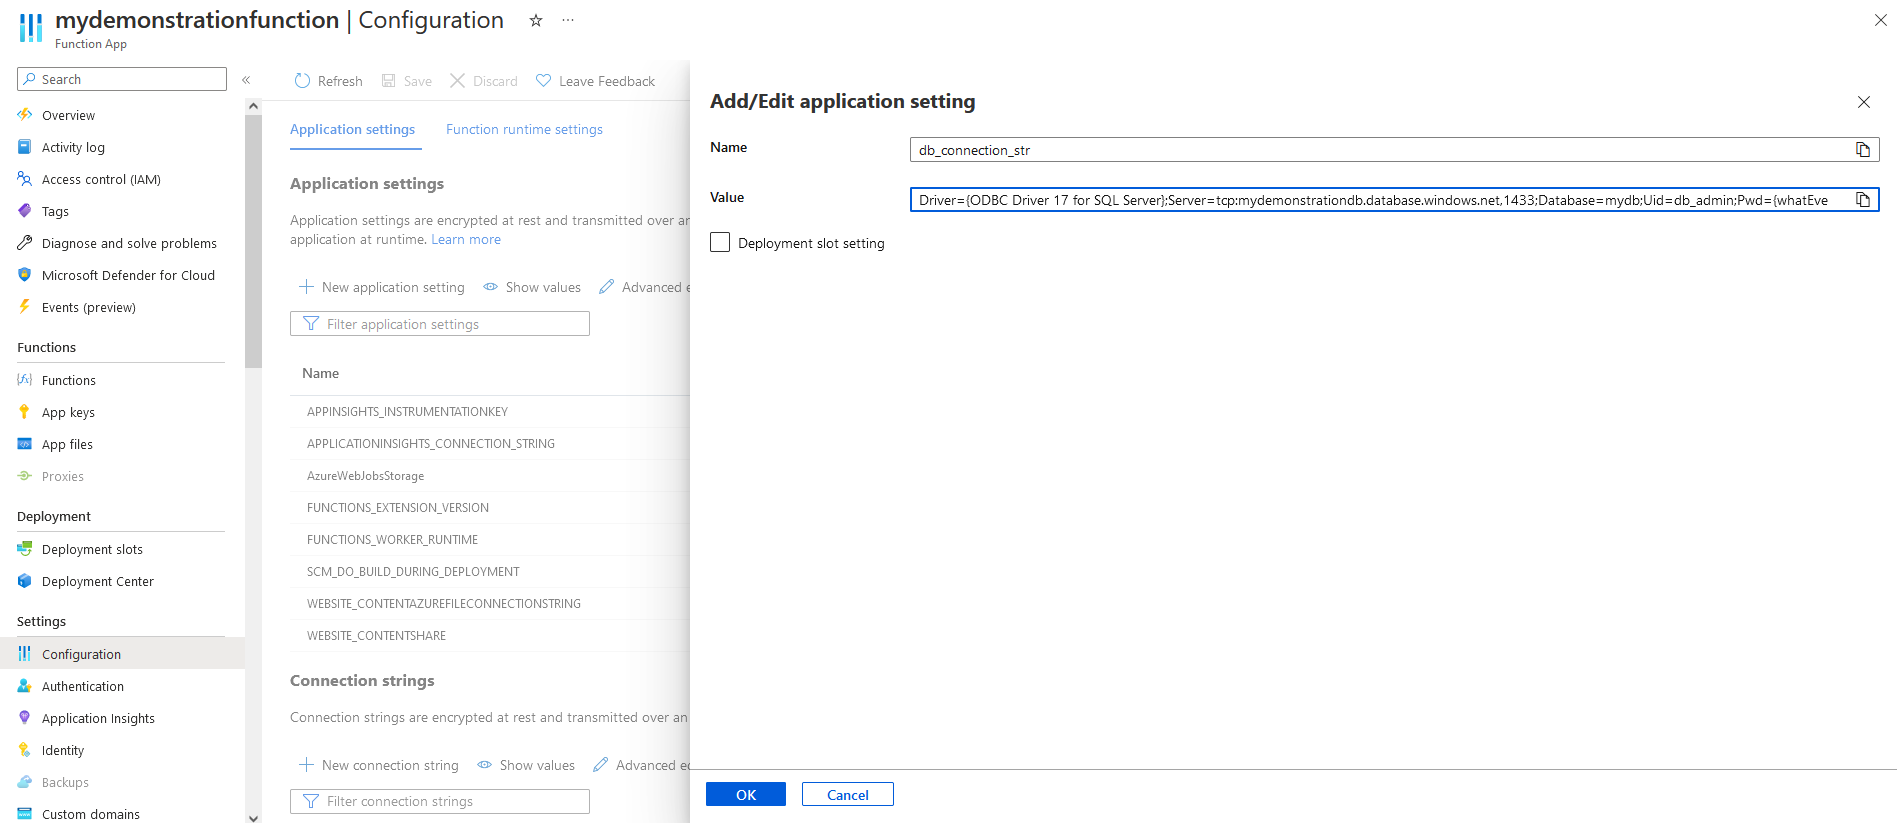 mydemonstrationfunction | Configuration
Function App
Search
Overview
Activity log
Access control (IAM)
Tags
Diagnose and solve problems
Microsoft Defender for Cloud
Events (preview)
Functions
Functions
App keys
App files
Proxies
Deployment
Deployment slots
Deployment Center
Settings
Configuration
Authentication
Application Insights
Identity
Backups
Custom domains
Refresh Save Discard Leave Feedback
Application settings Function runtime settings
Application settings
Application settings are encrypted at rest and transmitted over an
application at runtime. Learn more
New application setting Show values Advanced e
Filter application settings
Name
APPINSIGHTS_INSTRUMENTATIONKEY
APPLICATIONINSIGHTS_CONNECTION_STRING
AzureWebJobsStorage
FUNCTIONS_EXTENSION_VERSION
FUNCTIONS_WORKER_RUNTIME
SCM_DO_BUILD_DURING_DEPLOYMENT
WEBSITE_CONTENTAZUREFILECONNECTIONSTRING
WEBSITE_CONTENTSHARE
Connection strings
Connection strings are encrypted at rest and transmitted over an
New connection string Show values Advanced ec
Filter connection strings
Add/Edit application setting
Name
db_connection_str
Value
Driver={ODBC Driver 17 for SQL Server};Server=tcp:mydemonstrationdb.database.windows.net,1433;Database=mydb;Uid=db_admin;Pwd={whatEve
Deployment slot setting
OK Cancel